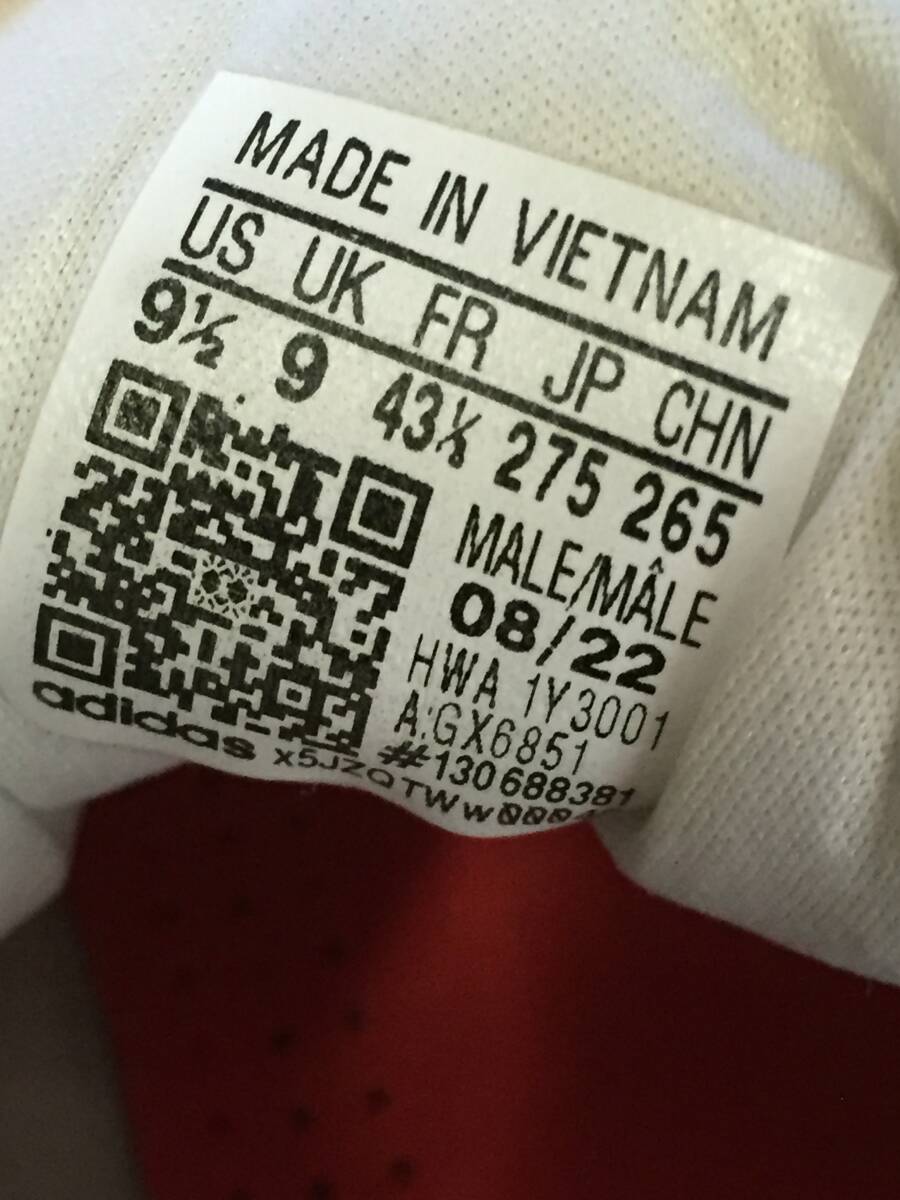 MADE IN VIETNAM
US UK FR JP CHN
9½ 9 43⅓ 275 265
MALE/MÂLE
08/22
HWA 1Y3001
A:GX6851
#130688381
adidas x5JZQTWw000